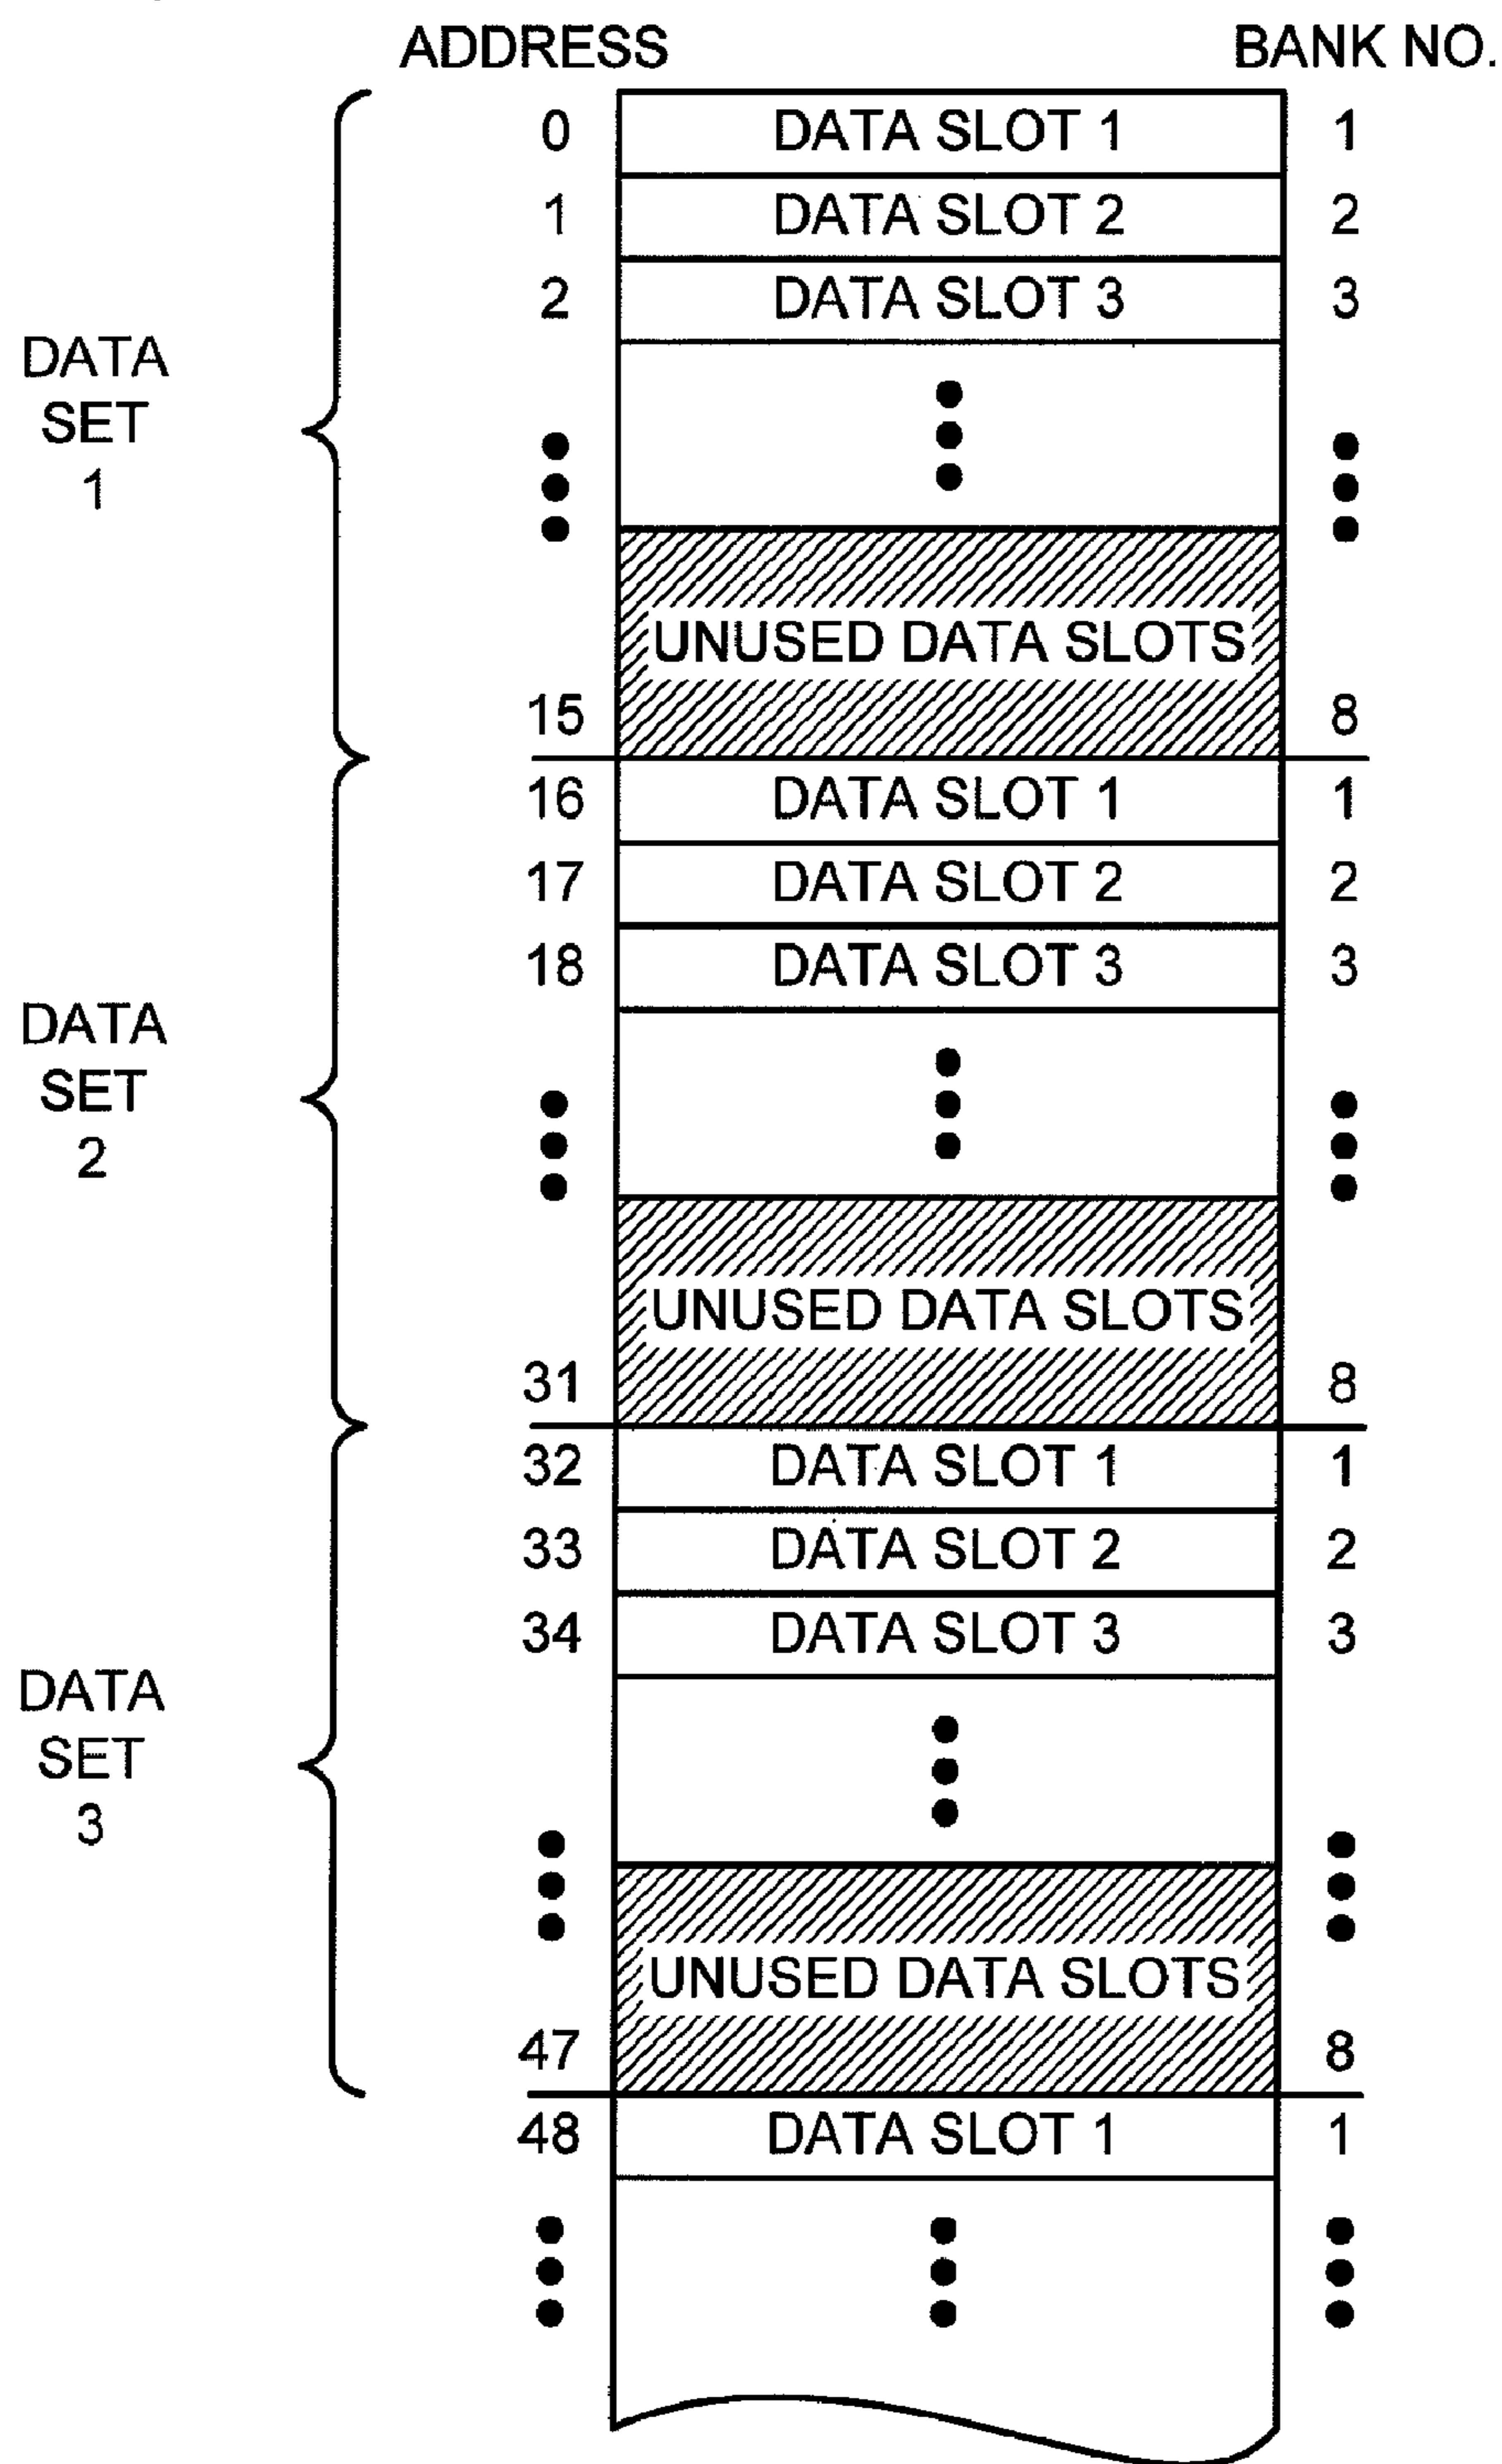 ADDRESS BANK NO.
0 DATA SLOT 1 1
1 DATA SLOT 2 2
2 DATA SLOT 3 3
DATA
SET
1
UNUSED DATA SLOTS
15 8
16 DATA SLOT 1 1
17 DATA SLOT 2 2
18 DATA SLOT 3 3
DATA
SET
2
UNUSED DATA SLOTS
31 8
32 DATA SLOT 1 1
33 DATA SLOT 2 2
34 DATA SLOT 3 3
DATA
SET
3
UNUSED DATA SLOTS
47 8
48 DATA SLOT 1 1